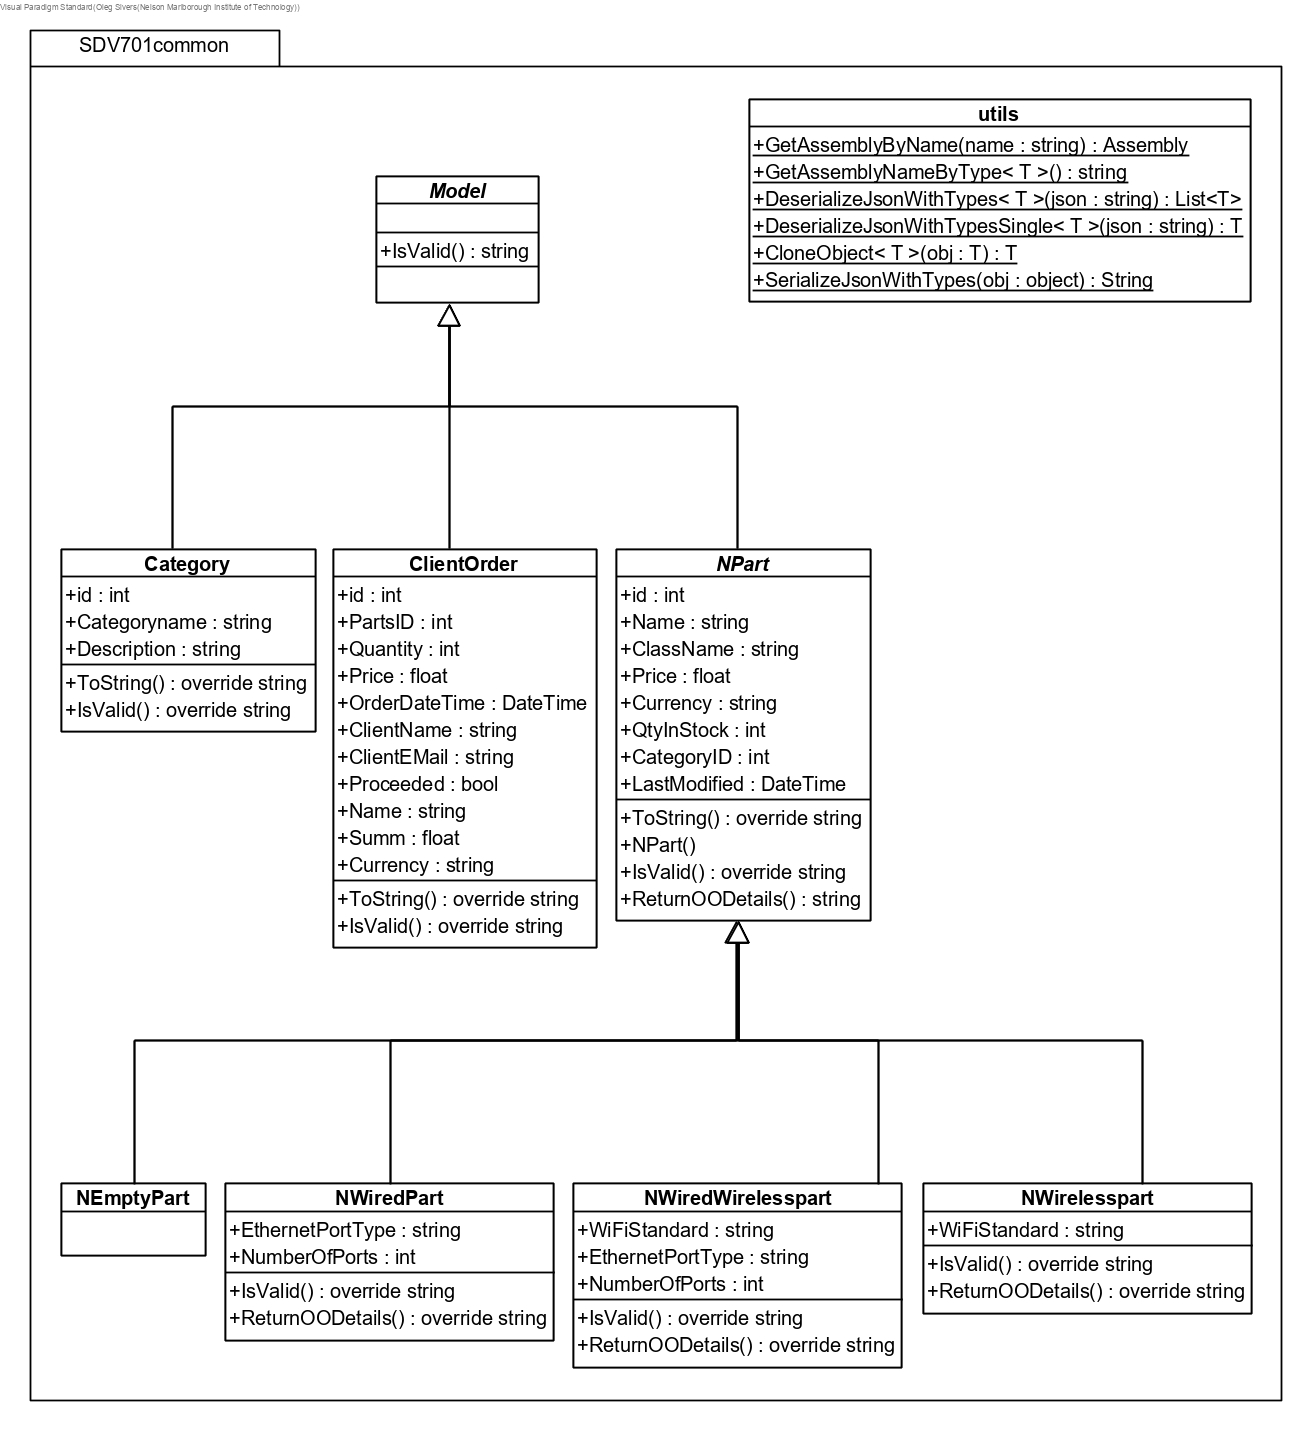 Visual Paradigm Standard(Oleg Sivers(Nelson Marlborough Institute of Technology))
SDV701common
utils
+GetAssemblyByName(name : string) : Assembly
+GetAssemblyNameByType< T >() : string
+DeserializeJsonWithTypes< T >(json : string) : List<T>
+DeserializeJsonWithTypesSingle< T >(json : string) : T
+CloneObject< T >(obj : T) : T
+SerializeJsonWithTypes(obj : object) : String
Model
+IsValid() : string
Category
+id : int
+Categoryname : string
+Description : string
+ToString() : override string
+IsValid() : override string
ClientOrder
+id : int
+PartsID : int
+Quantity : int
+Price : float
+OrderDateTime : DateTime
+ClientName : string
+ClientEMail : string
+Proceeded : bool
+Name : string
+Summ : float
+Currency : string
+ToString() : override string
+IsValid() : override string
NPart
+id : int
+Name : string
+ClassName : string
+Price : float
+Currency : string
+QtyInStock : int
+CategoryID : int
+LastModified : DateTime
+ToString() : override string
+NPart()
+IsValid() : override string
+ReturnOODetails() : string
NEmptyPart
NWiredPart
+EthernetPortType : string
+NumberOfPorts : int
+IsValid() : override string
+ReturnOODetails() : override string
NWiredWirelesspart
+WiFiStandard : string
+EthernetPortType : string
+NumberOfPorts : int
+IsValid() : override string
+ReturnOODetails() : override string
NWirelesspart
+WiFiStandard : string
+IsValid() : override string
+ReturnOODetails() : override string